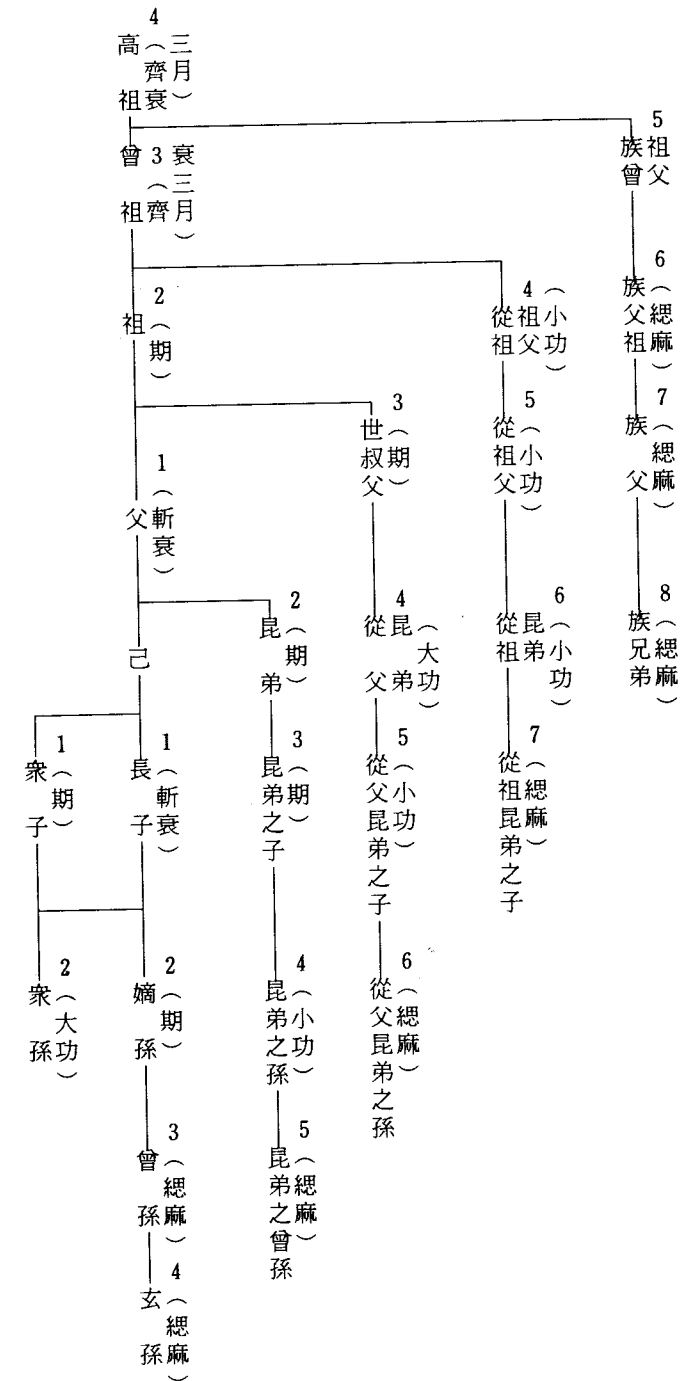 4
高祖（齊衰三月）
5
族曾祖父
3
曾祖（齊衰三月）
6
族父祖（緦麻）
2
祖（期）
4
從祖祖父（小功）
7
族父（緦麻）
3
世叔父（期）
5
從祖父（小功）
1
父（斬衰）
8
族兄弟（緦麻）
己
2
昆弟（期）
4
從父昆弟（大功）
6
從祖昆弟（小功）
1
眾子（期）
1
長子（斬衰）
3
昆弟之子（期）
5
從父昆弟之子（小功）
7
從祖昆弟之子（緦麻）
2
眾孫（大功）
2
嫡孫（期）
4
昆弟之孫（小功）
6
從父昆弟之孫（緦麻）
3
曾孫（緦麻）
5
昆弟之曾孫（緦麻）
4
玄孫（緦麻）